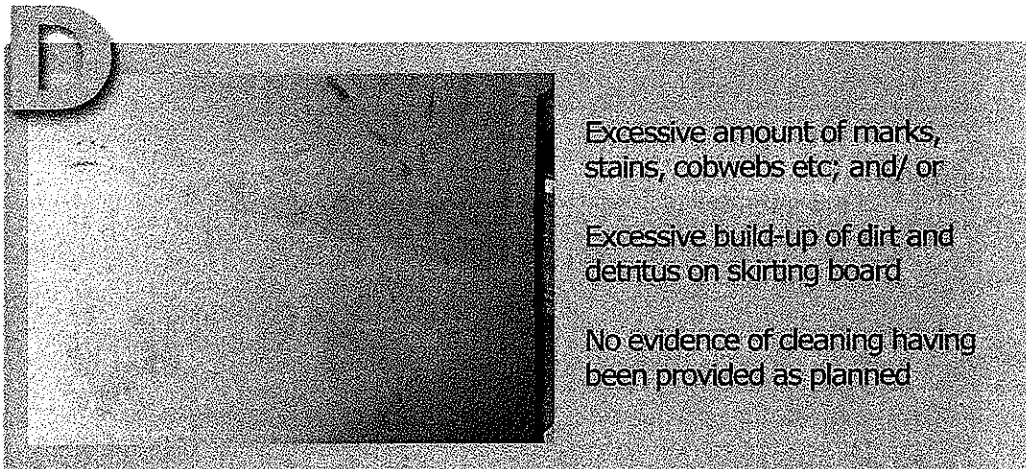 D
Excessive amount of marks,
stains, cobwebs etc; and/ or
Excessive build-up of dirt and
detritus on skirting board
No evidence of cleaning having
been provided as planned